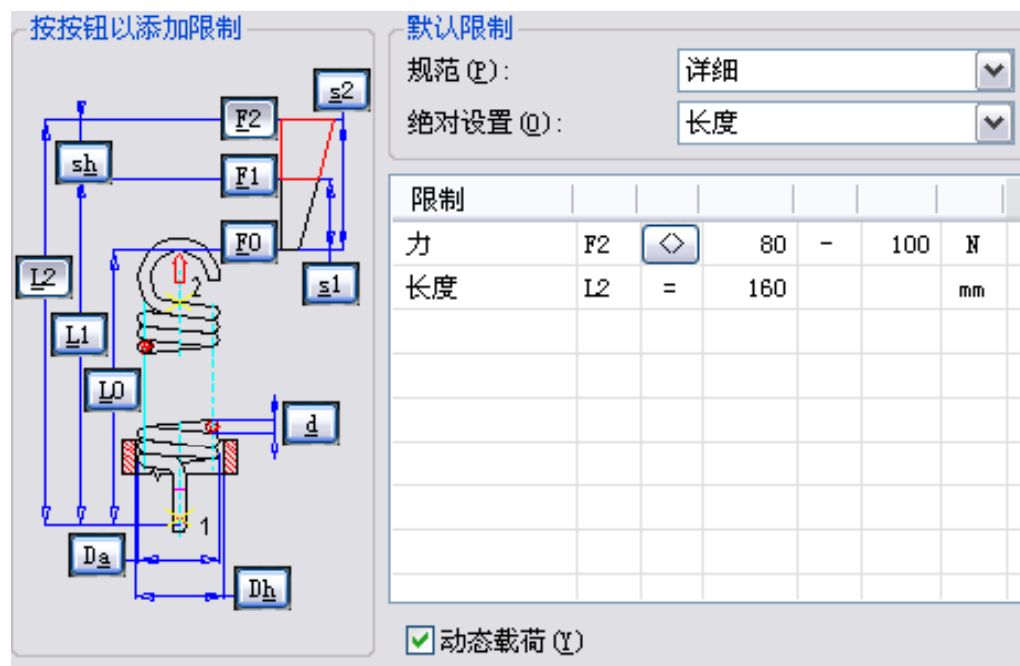 按按钮以添加限制
s2
F2
sh
F1
F0
L2
2
s1
L1
L0
d
1
Da
Dh
默认限制
规范(P): 详细
绝对设置(O): 长度
限制
力 F2 <> 80 - 100 N
长度 L2 = 160 mm
动态载荷(Y)